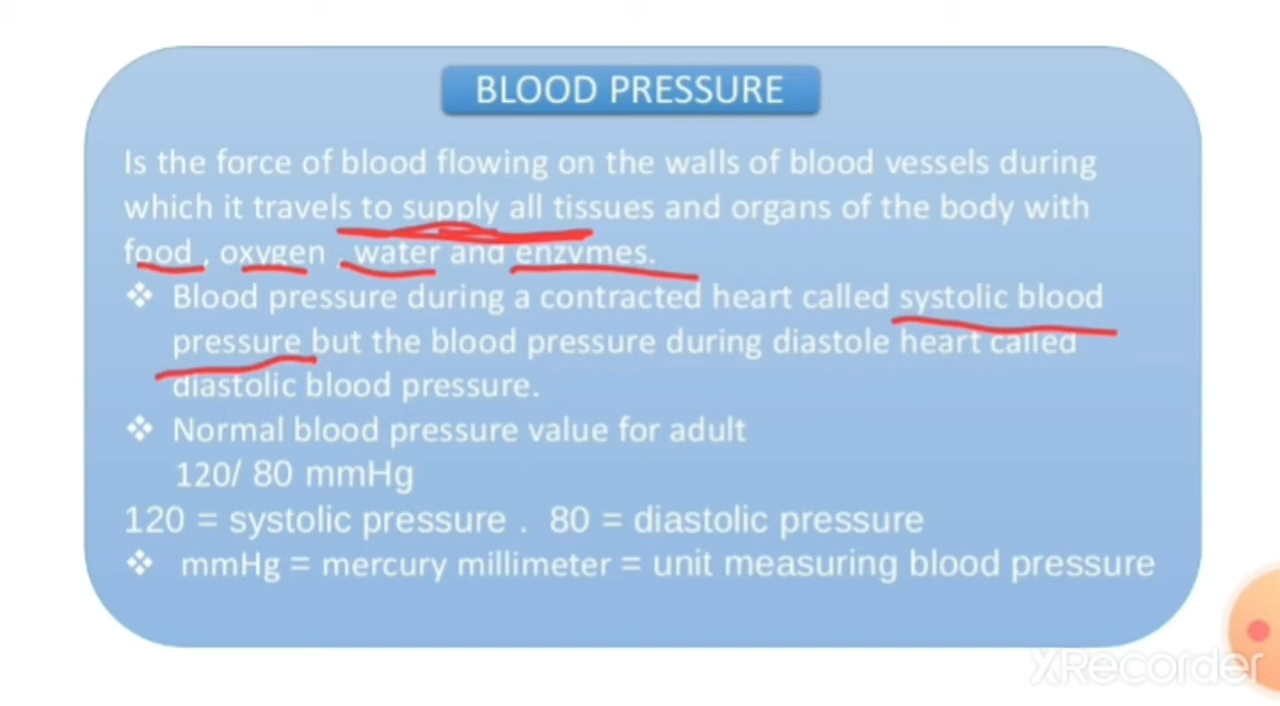 BLOOD PRESSURE
Is the force of blood flowing on the walls of blood vessels during
which it travels to supply all tissues and organs of the body with
food , oxygen , water and enzymes.
❖ Blood pressure during a contracted heart called systolic blood
pressure but the blood pressure during diastole heart called
diastolic blood pressure.
❖ Normal blood pressure value for adult
120/ 80 mmHg
120 = systolic pressure . 80 = diastolic pressure
❖ mmHg = mercury millimeter = unit measuring blood pressure
XRecorder